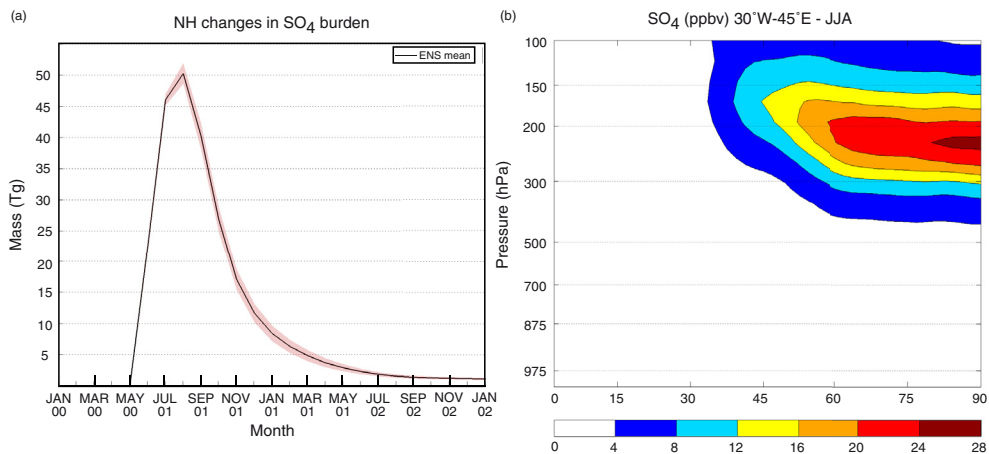 (a)
NH changes in SO4 burden
ENS mean
Mass (Tg)
50
45
40
35
30
25
20
15
10
5
JAN MAR MAY JUL SEP NOV JAN MAR MAY JUL SEP NOV JAN
00 00 00 01 01 01 01 01 01 02 02 02 02
Month
(b)
SO4 (ppbv) 30˚W-45˚E - JJA
Pressure (hPa)
100
150
200
300
500
700
875
975
0 15 30 45 60 75 90
0 4 8 12 16 20 24 28